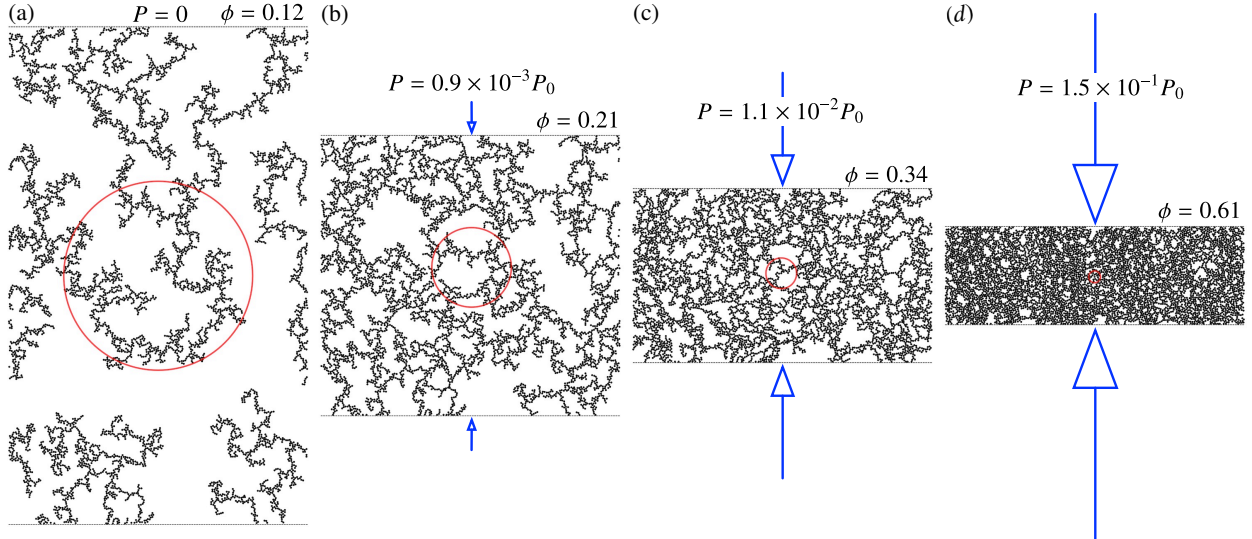 (a)
P = 0
ϕ = 0.12
(b)
P = 0.9 × 10⁻³P₀
ϕ = 0.21
(c)
P = 1.1 × 10⁻²P₀
ϕ = 0.34
(d)
P = 1.5 × 10⁻¹P₀
ϕ = 0.61